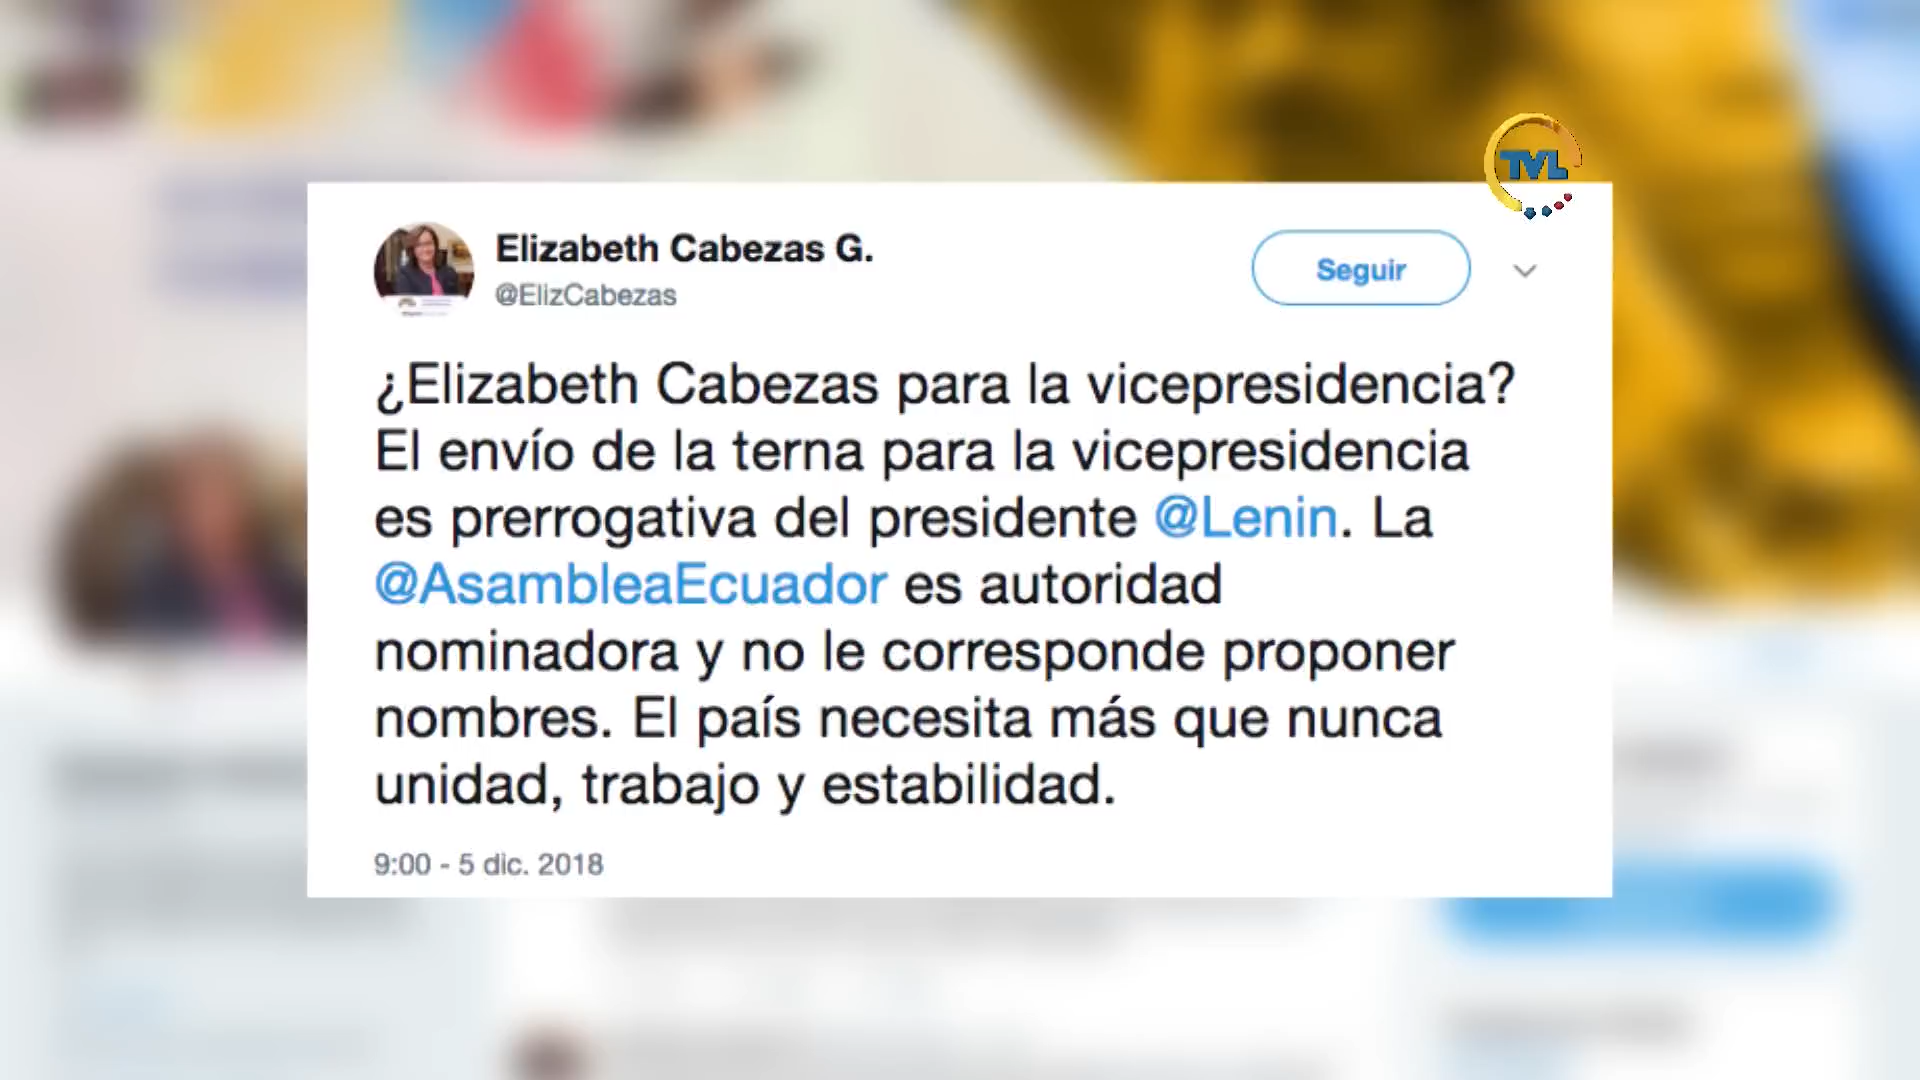 TVL
Elizabeth Cabezas G.
@ElizCabezas
Seguir
¿Elizabeth Cabezas para la vicepresidencia?
El envío de la terna para la vicepresidencia
es prerrogativa del presidente @Lenin. La
@AsambleaEcuador es autoridad
nominadora y no le corresponde proponer
nombres. El país necesita más que nunca
unidad, trabajo y estabilidad.
9:00 - 5 dic. 2018